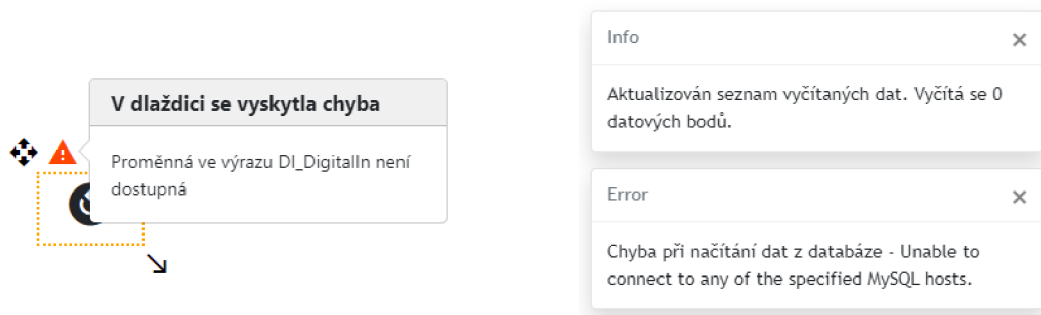 V dlaždici se vyskytla chyba
Proměnná ve výrazu DI_DigitalIn není
dostupná
Info
Aktualizován seznam vyčítaných dat. Vyčítá se 0
datových bodů.
Error
Chyba při načítání dat z databáze - Unable to
connect to any of the specified MySQL hosts.